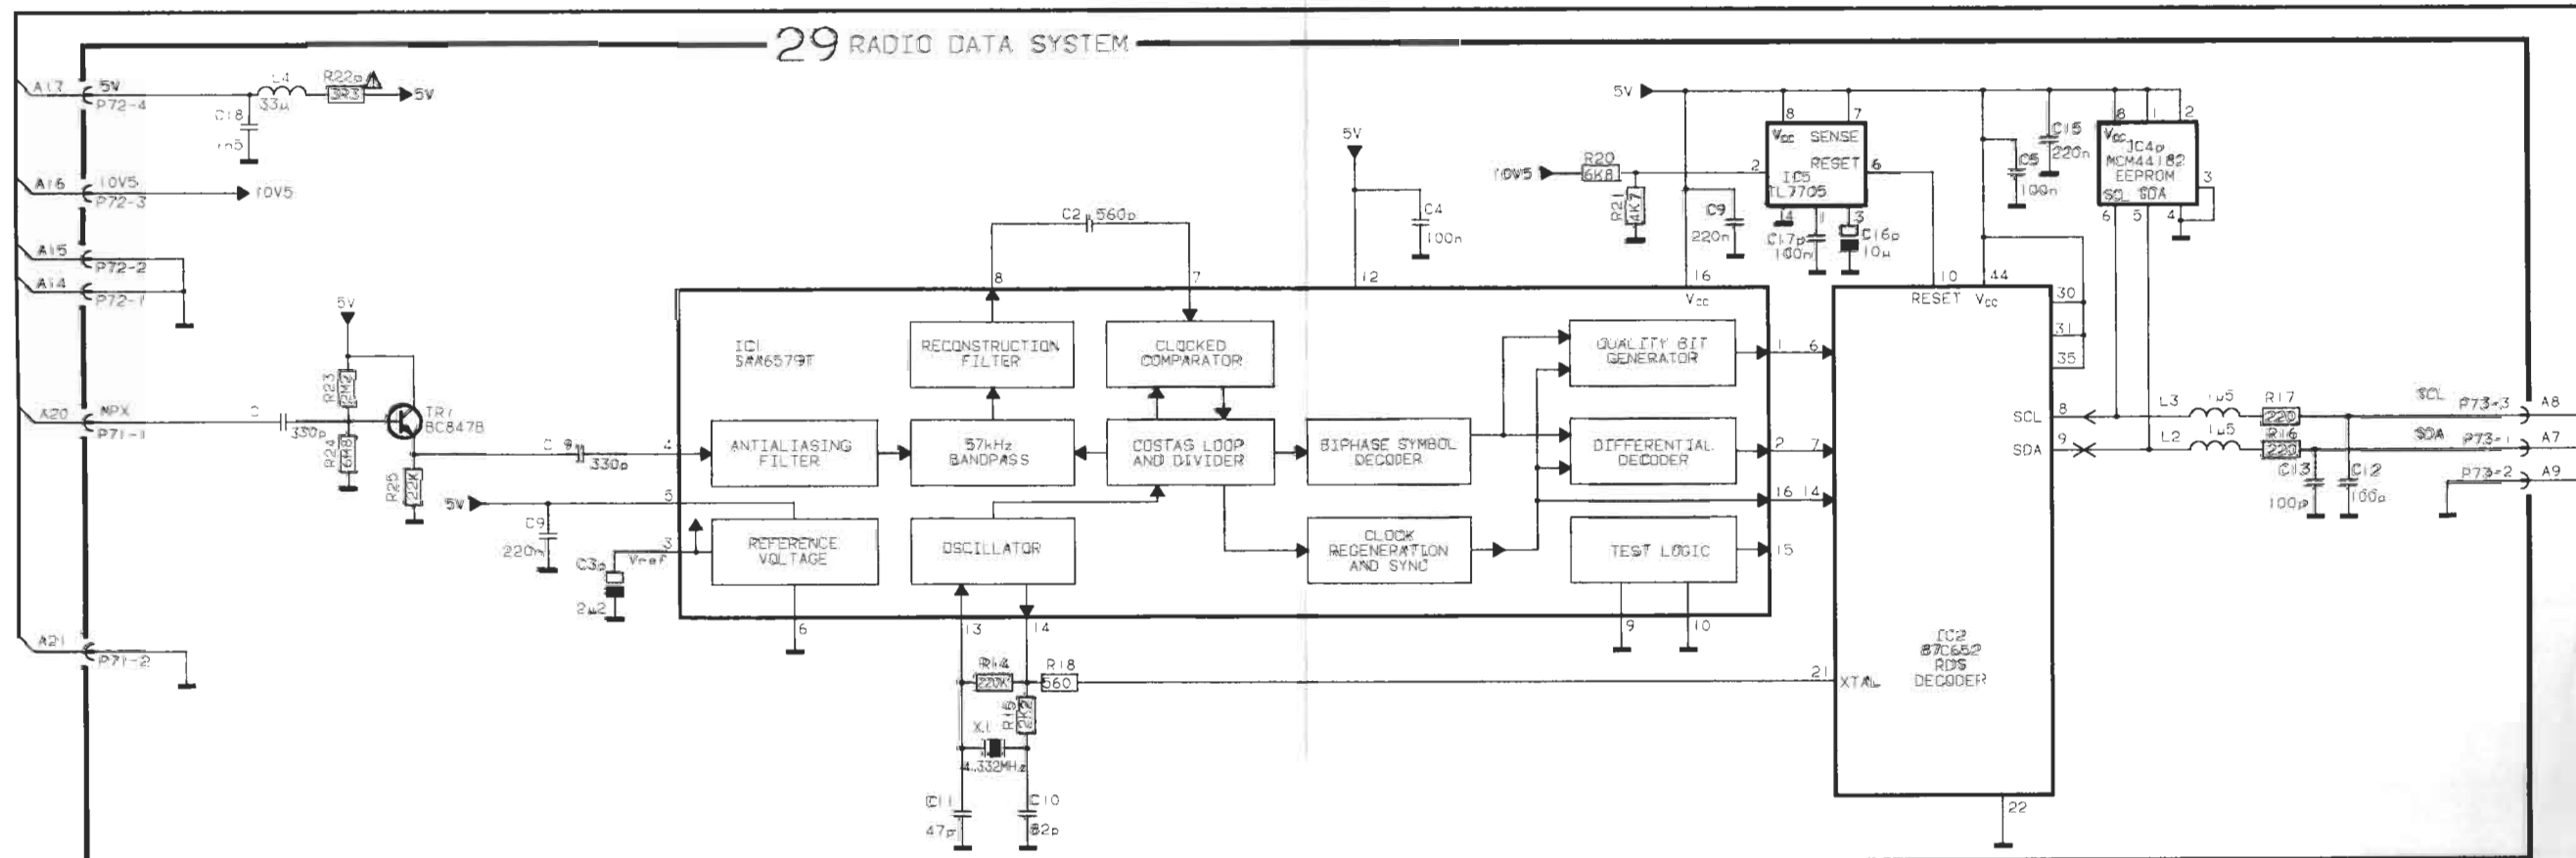 29 RADIO DATA SYSTEM
A17 5V P72-4
C18 1n5
L4 33µ
R22p 3R3
5V
A16 10V5 P72-3
10V5
A15 P72-2
A14 P72-1
A20 MPX P71-1
A21 P71-2
C 330p
5V
R23 2M2
R24 6M8
R25 22K
TR1 BC847B
C19 330p
4
5V
5
C9 220n
3
Vref
C3p 2µ2
IC1
SAA6579T
RECONSTRUCTION
FILTER
8
C2 560p
7
CLOCKED
COMPARATOR
ANTIALIASING
FILTER
57kHz
BANDPASS
COSTAS LOOP
AND DIVIDER
BIPHASE SYMBOL
DECODER
QUALITY BIT
GENERATOR
DIFFERENTIAL
DECODER
REFERENCE
VOLTAGE
OSCILLATOR
CLOCK
REGENERATION
AND SYNC
TEST LOGIC
5V
12
C4 100n
16
Vcc
C9 220n
1 6
2 7
16 14
15
6
13
14
9
10
R14 220K
R18 560
R15 2K2
X1
4.332MHz
C11 47p
C10 82p
5V
10V5
R20 6K8
R21 4K7
2
8
7
Vcc SENSE
RESET
IC5
TL7705
6
4
1
3
C17p 100n
C16p 10µ
C5 100n
C15 220n
8 1 2
Vcc
IC4p
MCM44182
EEPROM
SCL SDA
3
6 5 4
10 44
RESET Vcc
30
31
35
SCL 8
SDA 9
21 XTAL
IC2
87C652
RDS
DECODER
22
L3 1µ5 R17 220 SCL P73-3 A8
L2 1µ5 R16 220 SDA P73-1 A7
C13 100p
C12 100p
P73-2 A9